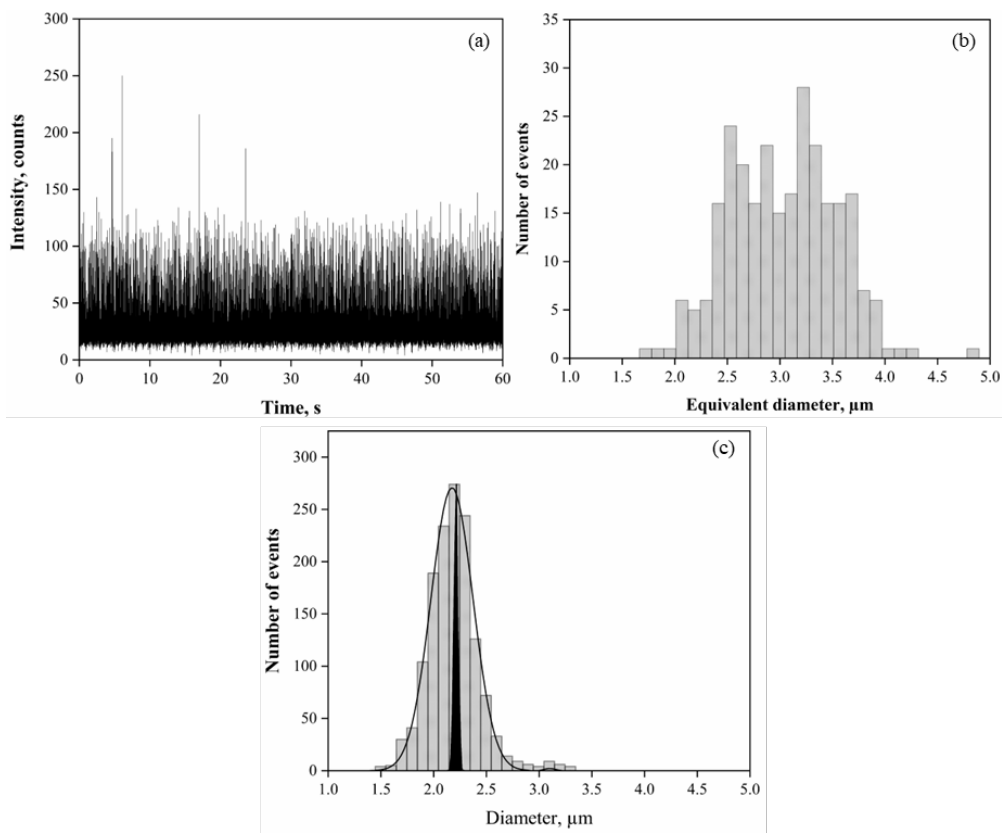 (a)
300
250
200
150
100
50
0
Intensity, counts
0 10 20 30 40 50 60
Time, s
(b)
35
30
25
20
15
10
5
0
Number of events
1.0 1.5 2.0 2.5 3.0 3.5 4.0 4.5 5.0
Equivalent diameter, µm
(c)
300
250
200
150
100
50
0
Number of events
1.0 1.5 2.0 2.5 3.0 3.5 4.0 4.5 5.0
Diameter, µm